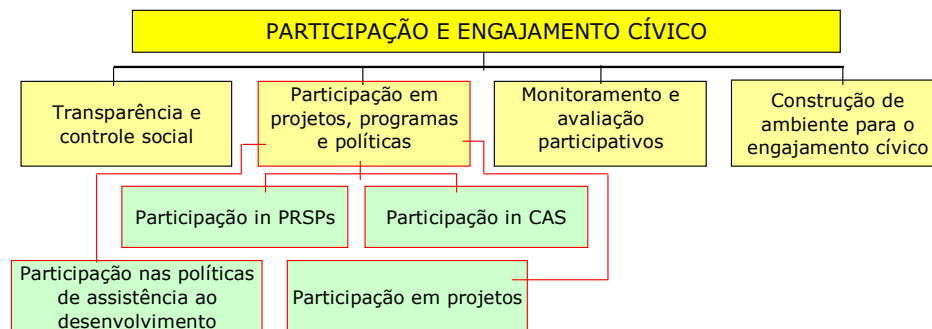 PARTICIPAÇÃO E ENGAJAMENTO CÍVICO
Transparência e
controle social
Participação em
projetos, programas
e políticas
Monitoramento e
avaliação
participativos
Construção de
ambiente para o
engajamento cívico
Participação in PRSPs
Participação in CAS
Participação nas políticas
de assistência ao
desenvolvimento
Participação em projetos